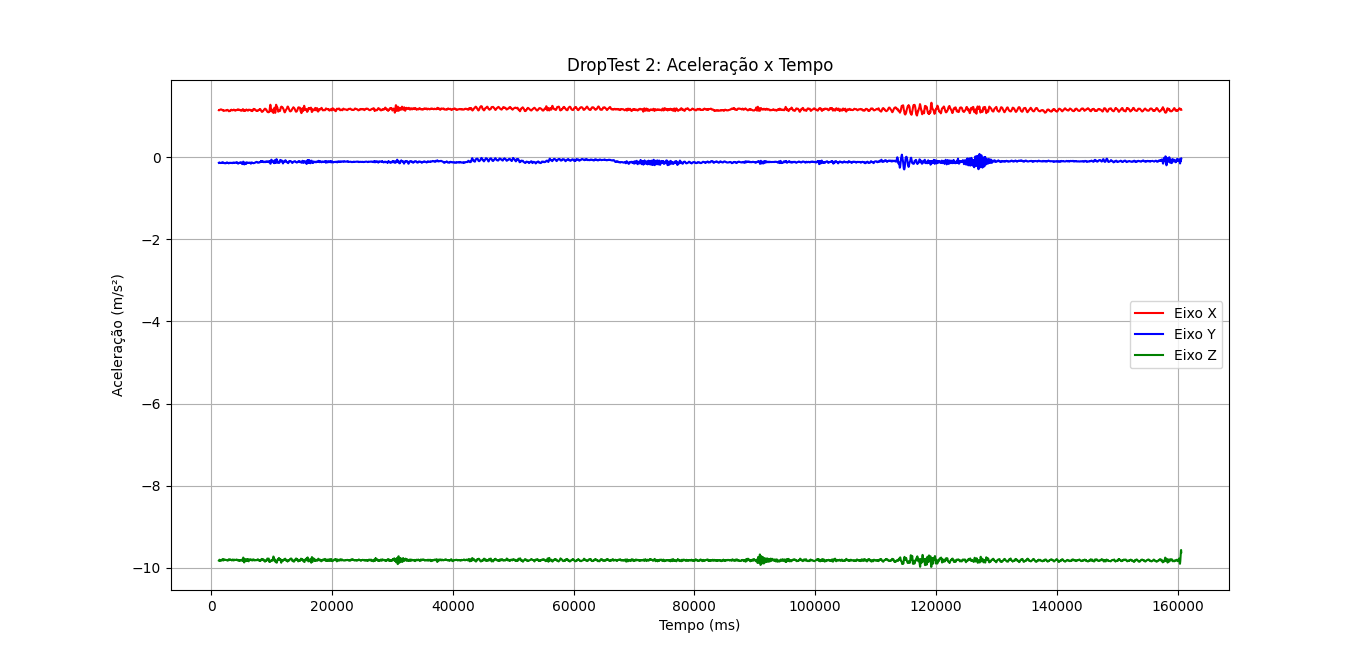 DropTest 2: Aceleração x Tempo
Aceleração (m/s²)
0
−2
−4
−6
−8
−10
Eixo X
Eixo Y
Eixo Z
0 20000 40000 60000 80000 100000 120000 140000 160000
Tempo (ms)